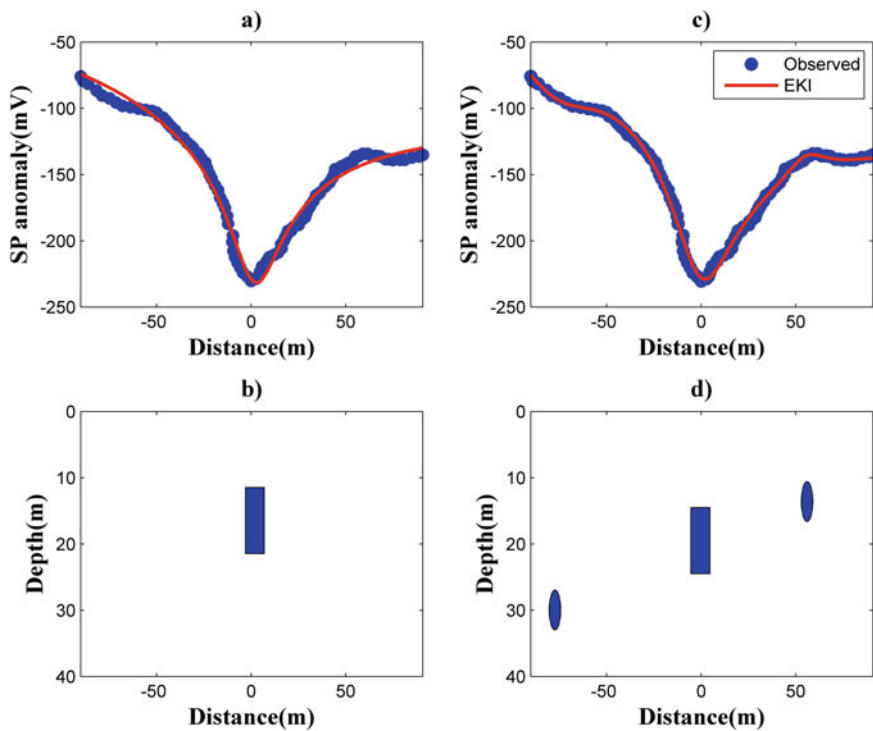 a)
-50
-100
-150
-200
-250
SP anomaly(mV)
-50 0 50
Distance(m)
c)
-50
-100
-150
-200
-250
SP anomaly(mV)
Observed
EKI
-50 0 50
Distance(m)
b)
0
10
20
30
40
Depth(m)
-50 0 50
Distance(m)
d)
0
10
20
30
40
Depth(m)
-50 0 50
Distance(m)